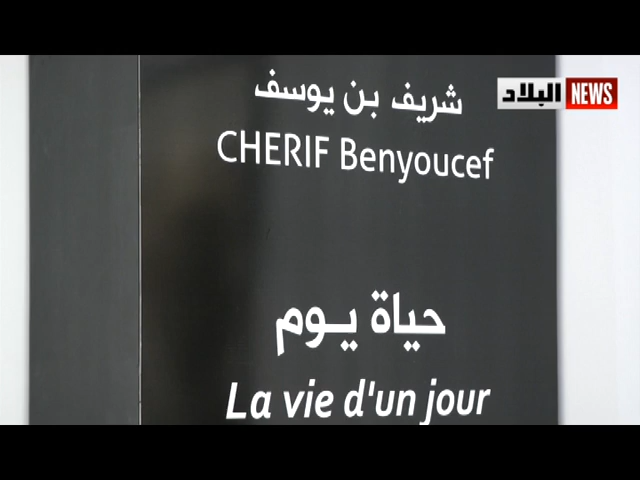 البلاد NEWS
شريف بن يوسف
CHERIF Benyoucef
حياة يوم
La vie d'un jour